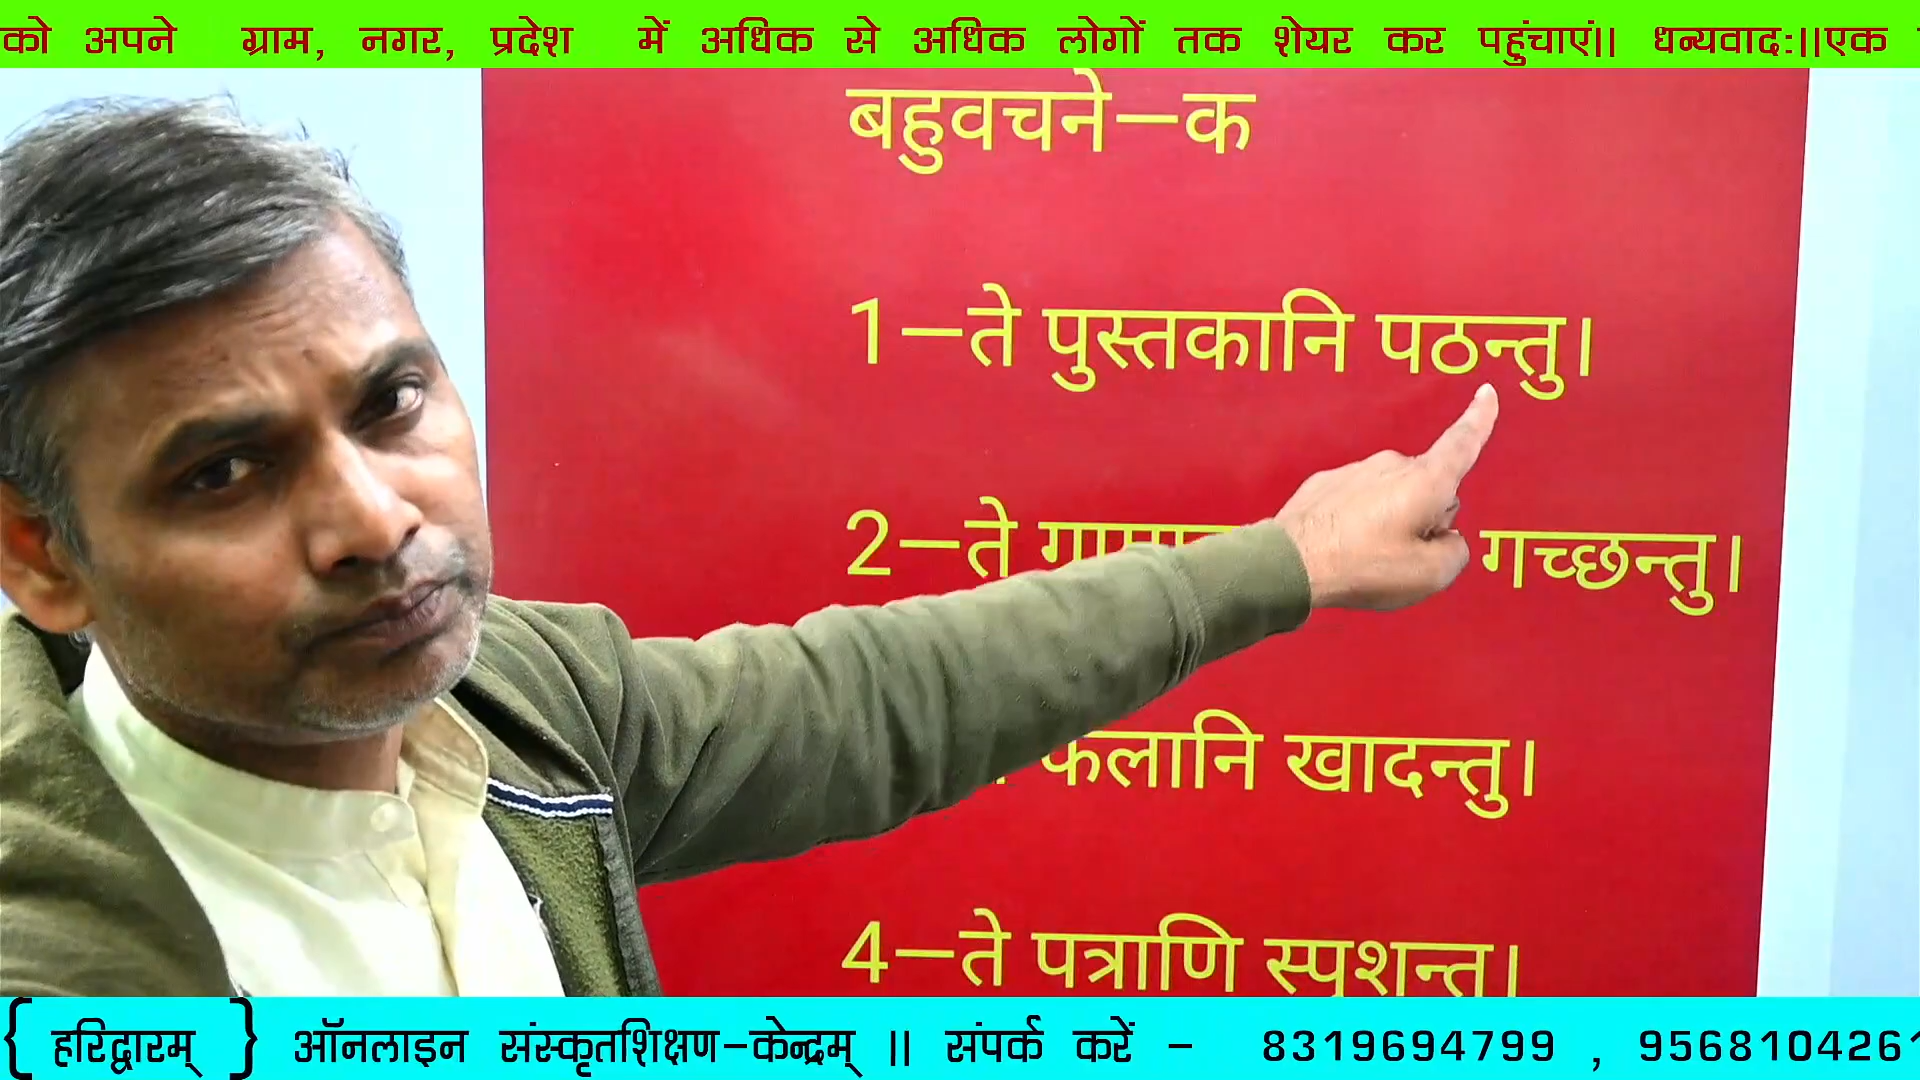 को अपने ग्राम, नगर, प्रदेश में अधिक से अधिक लोगों तक शेयर कर पहुंचाएं।। धन्यवादः।।एक
बहुवचने–क
1–ते पुस्तकानि पठन्तु।
2–ते गच्छन्तु।
फलानि खादन्तु।
4–ते पत्राणि स्पृशन्तु।
{ हरिद्वारम् } ऑनलाइन संस्कृतशिक्षण-केन्द्रम् ॥ संपर्क करें - 8319694799 , 9568104261